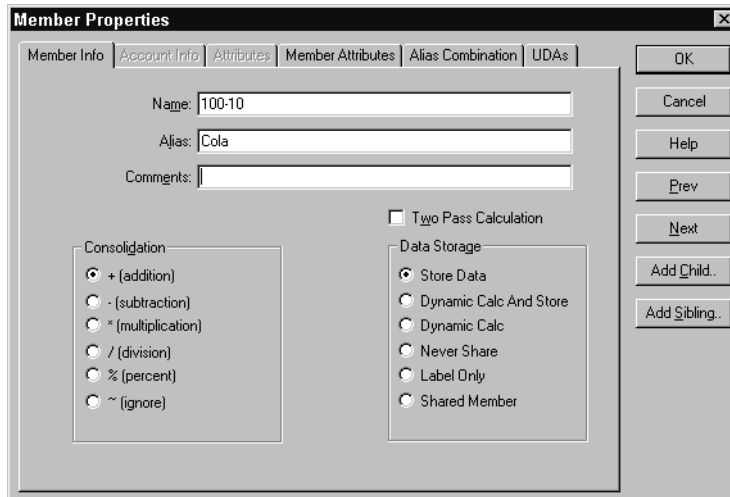 Member Properties
Member Info Account Info Attributes Member Attributes Alias Combination UDAs
Name: 100-10
Alias: Cola
Comments:
Two Pass Calculation
Consolidation
+ (addition)
- (subtraction)
* (multiplication)
/ (division)
% (percent)
~ (ignore)
Data Storage
Store Data
Dynamic Calc And Store
Dynamic Calc
Never Share
Label Only
Shared Member
OK
Cancel
Help
Prev
Next
Add Child..
Add Sibling..